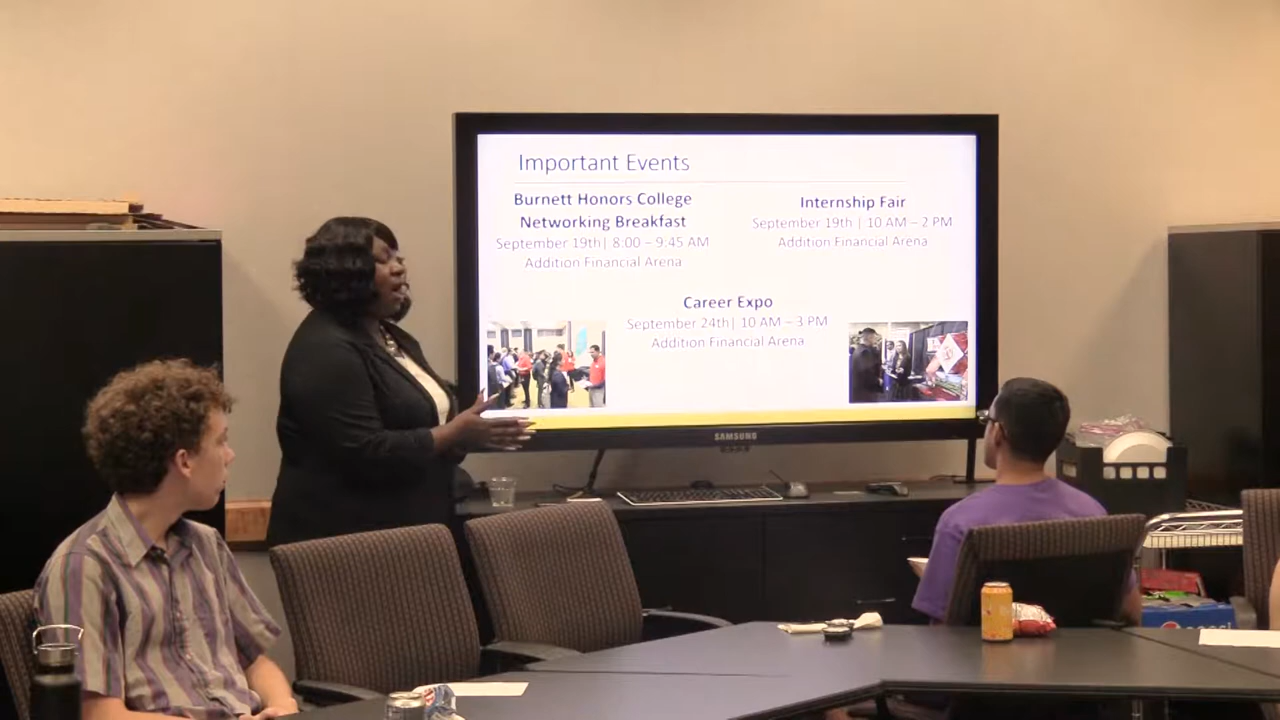 Important Events
Burnett Honors College
Networking Breakfast
September 19th| 8:00 – 9:45 AM
Addition Financial Arena
Internship Fair
September 19th | 10 AM – 2 PM
Addition Financial Arena
Career Expo
September 24th| 10 AM – 3 PM
Addition Financial Arena
SAMSUNG
pepsi